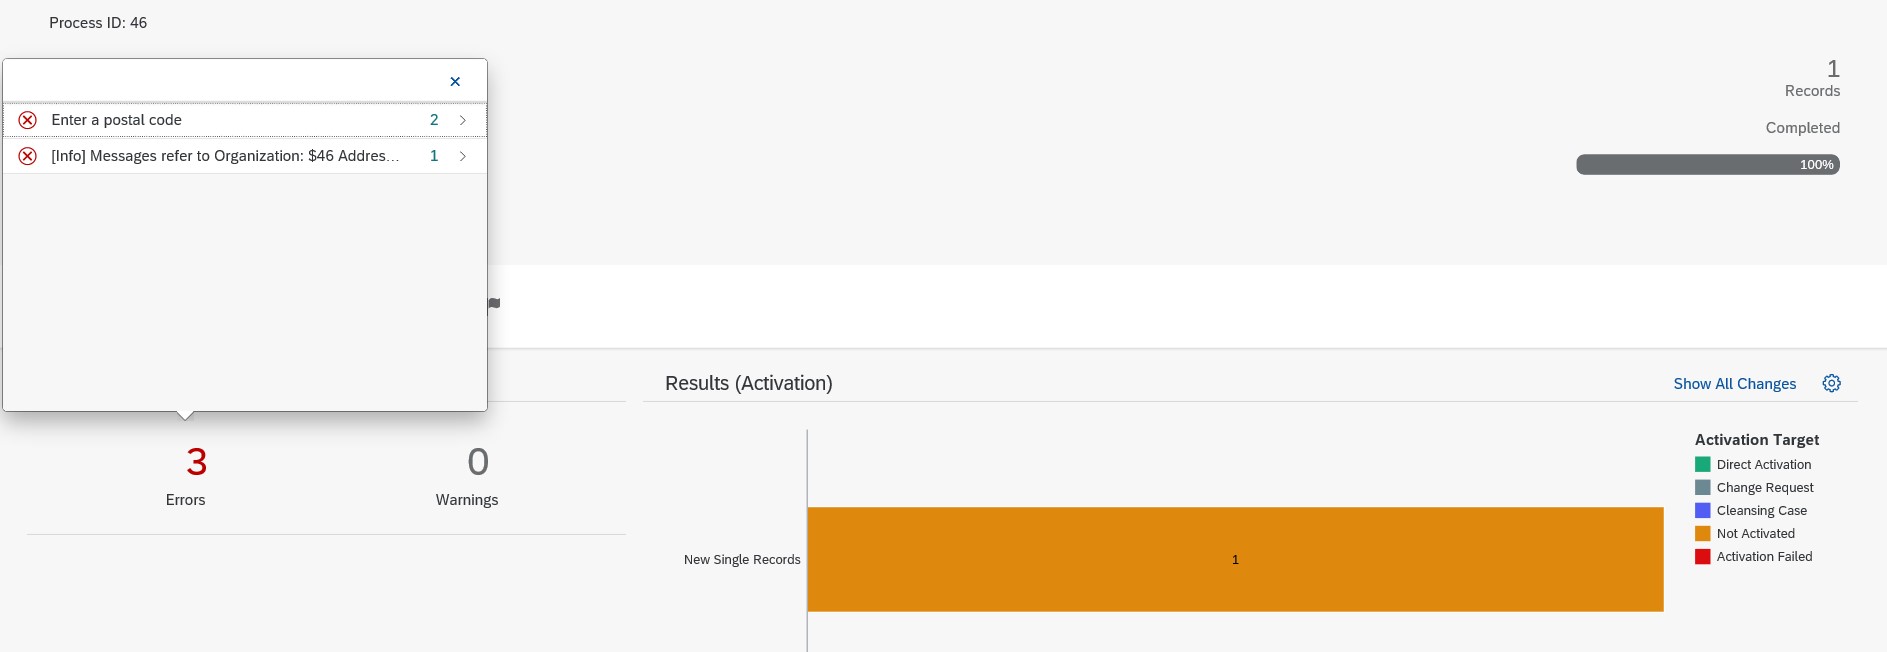 Process ID: 46
Enter a postal code 2
[Info] Messages refer to Organization: $46 Addres... 1
1
Records
Completed
100%
Results (Activation)
Show All Changes
3
Errors
0
Warnings
New Single Records
1
Activation Target
Direct Activation
Change Request
Cleansing Case
Not Activated
Activation Failed